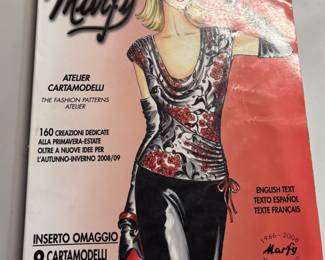 Marfy
ATELIER
CARTAMODELLI
THE FASHION PATTERNS
ATELIER
160 CREAZIONI DEDICATE
ALLA PRIMAVERA-ESTATE
OLTRE A NUOVE IDEE PER
L'AUTUNNO-INVERNO 2008/09
ENGLISH TEXT
TEXTO ESPAÑOL
TEXTE FRANÇAIS
1966 - 2008
Marfy
INSERTO OMAGGIO
CARTAMODELLI